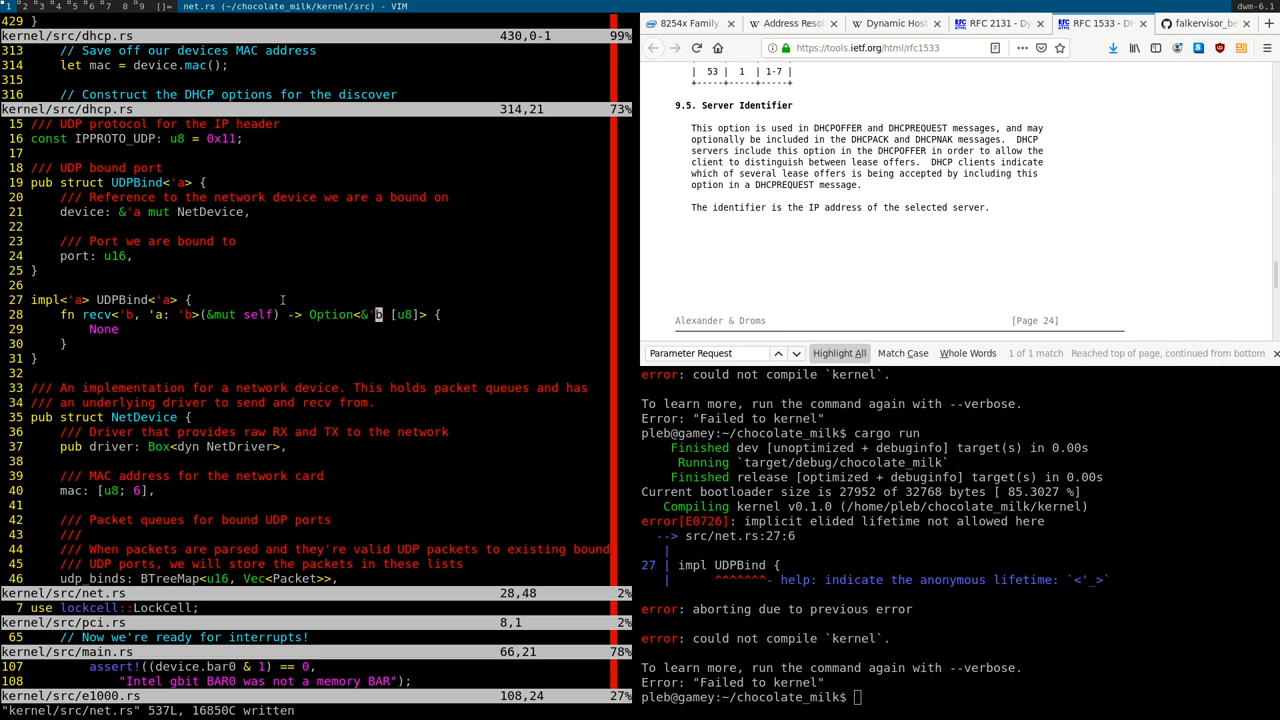 1 2 3 4 5 6 7 8 9 []= net.rs (~/chocolate_milk/kernel/src) - VIM dwm-6.1
429 }
kernel/src/dhcp.rs 430,0-1 99%
313 // Save off our devices MAC address
314 let mac = device.mac();
315
316 // Construct the DHCP options for the discover
kernel/src/dhcp.rs 314,21 73%
15 /// UDP protocol for the IP header
16 const IPPROTO_UDP: u8 = 0x11;
17
18 /// UDP bound port
19 pub struct UDPBind<'a> {
20 /// Reference to the network device we are a bound on
21 device: &'a mut NetDevice,
22
23 /// Port we are bound to
24 port: u16,
25 }
26
27 impl<'a> UDPBind<'a> {
28 fn recv<'b, 'a: 'b>(&mut self) -> Option<&'b [u8]> {
29 None
30 }
31 }
32
33 /// An implementation for a network device. This holds packet queues and has
34 /// an underlying driver to send and recv from.
35 pub struct NetDevice {
36 /// Driver that provides raw RX and TX to the network
37 pub driver: Box<dyn NetDriver>,
38
39 /// MAC address for the network card
40 mac: [u8; 6],
41
42 /// Packet queues for bound UDP ports
43 ///
44 /// When packets are parsed and they're valid UDP packets to existing bound
45 /// UDP ports, we will store the packets in these lists
46 udp_binds: BTreeMap<u16, Vec<Packet>>,
kernel/src/net.rs 28,48 2%
7 use lockcell::LockCell;
kernel/src/pci.rs 8,1 2%
65 // Now we're ready for interrupts!
kernel/src/main.rs 66,21 78%
107 assert!((device.bar0 & 1) == 0,
108 "Intel gbit BAR0 was not a memory BAR");
kernel/src/e1000.rs 108,24 27%
"kernel/src/net.rs" 537L, 16850C written
8254x Family Address Resol Dynamic Host RFC 2131 - Dy RFC 1533 - DH falkervisor_be
https://tools.ietf.org/html/rfc1533
| 53 | 1 | 1-7 |
+-----+-----+-----+
9.5. Server Identifier
This option is used in DHCPOFFER and DHCPREQUEST messages, and may
optionally be included in the DHCPACK and DHCPNAK messages. DHCP
servers include this option in the DHCPOFFER in order to allow the
client to distinguish between lease offers. DHCP clients indicate
which of several lease offers is being accepted by including this
option in a DHCPREQUEST message.
The identifier is the IP address of the selected server.
Alexander & Droms [Page 24]
Parameter Request Highlight All Match Case Whole Words 1 of 1 match Reached top of page, continued from bottom
error: could not compile `kernel`.
To learn more, run the command again with --verbose.
Error: "Failed to kernel"
pleb@gamey:~/chocolate_milk$ cargo run
Finished dev [unoptimized + debuginfo] target(s) in 0.00s
Running `target/debug/chocolate_milk`
Finished release [optimized + debuginfo] target(s) in 0.00s
Current bootloader size is 27952 of 32768 bytes [ 85.3027 %]
Compiling kernel v0.1.0 (/home/pleb/chocolate_milk/kernel)
error[E0726]: implicit elided lifetime not allowed here
--> src/net.rs:27:6
|
27 | impl UDPBind {
| ^^^^^^^- help: indicate the anonymous lifetime: `<'_>`
error: aborting due to previous error
error: could not compile `kernel`.
To learn more, run the command again with --verbose.
Error: "Failed to kernel"
pleb@gamey:~/chocolate_milk$